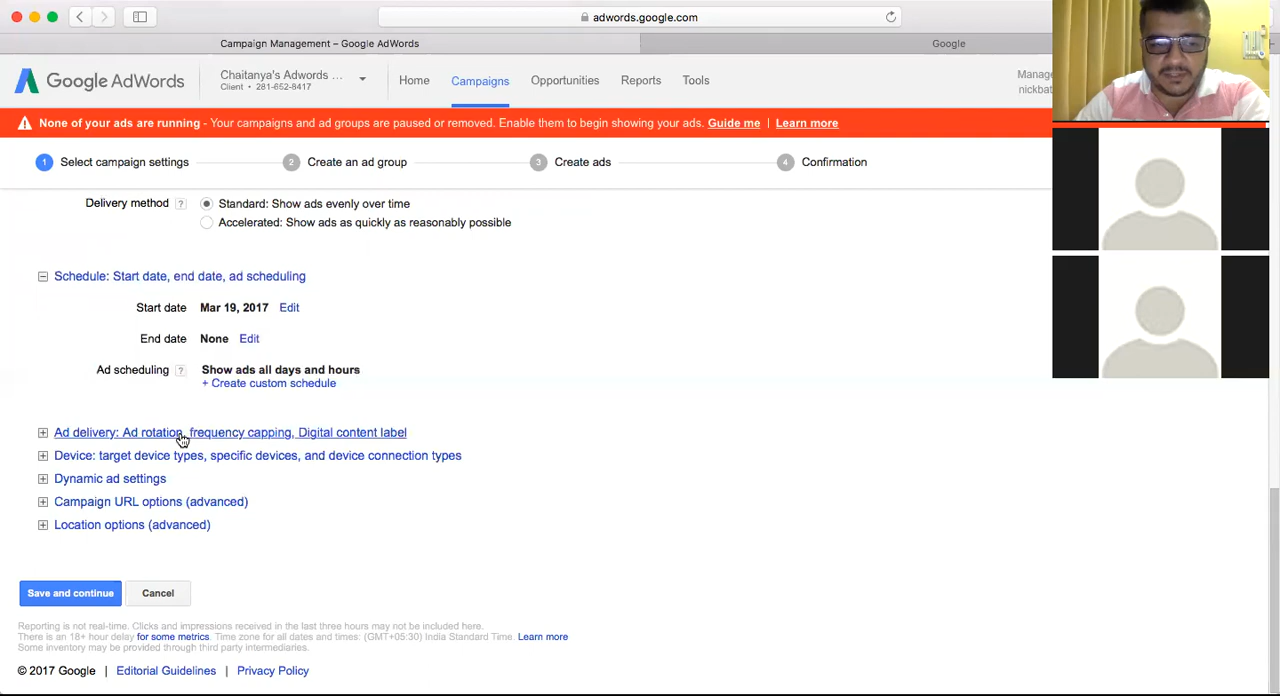 adwords.google.com
Campaign Management – Google AdWords
Google
Google AdWords
Chaitanya's Adwords ...
Client • 281-652-8417
Home
Campaigns
Opportunities
Reports
Tools
None of your ads are running - Your campaigns and ad groups are paused or removed. Enable them to begin showing your ads. Guide me | Learn more
1 Select campaign settings
2 Create an ad group
3 Create ads
4 Confirmation
Delivery method ? Standard: Show ads evenly over time
Accelerated: Show ads as quickly as reasonably possible
Schedule: Start date, end date, ad scheduling
Start date Mar 19, 2017 Edit
End date None Edit
Ad scheduling ? Show ads all days and hours
+ Create custom schedule
Ad delivery: Ad rotation, frequency capping, Digital content label
Device: target device types, specific devices, and device connection types
Dynamic ad settings
Campaign URL options (advanced)
Location options (advanced)
Save and continue
Cancel
Reporting is not real-time. Clicks and impressions received in the last three hours may not be included here.
There is an 18+ hour delay for some metrics. Time zone for all dates and times: (GMT+05:30) India Standard Time. Learn more
Some inventory may be provided through third party intermediaries.
© 2017 Google | Editorial Guidelines | Privacy Policy